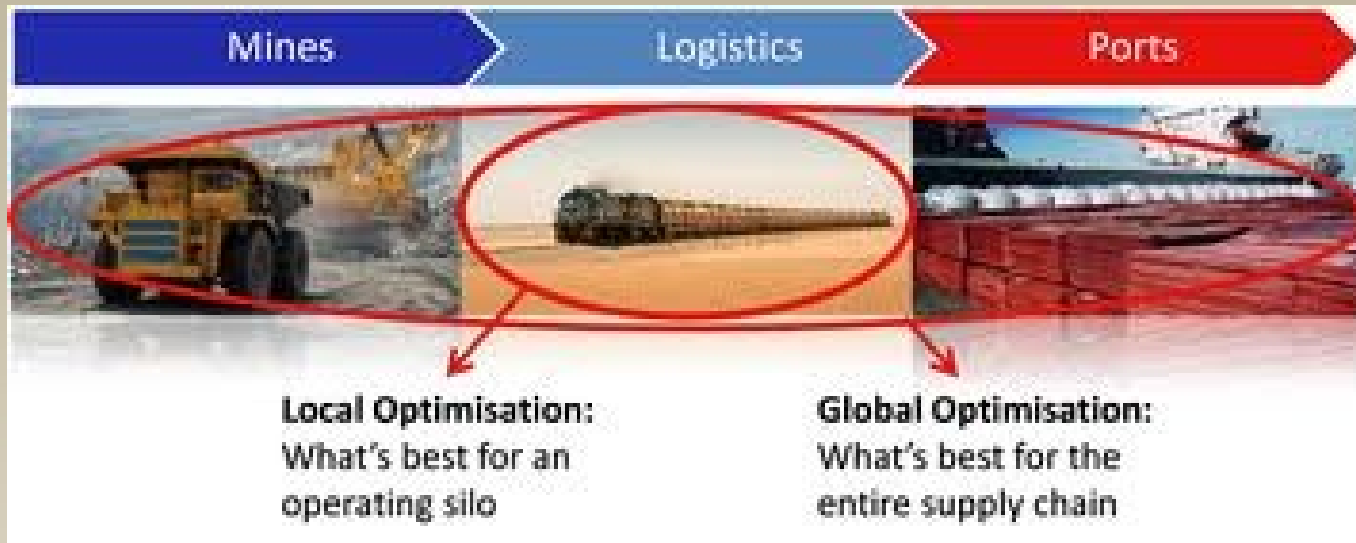 Mines
Logistics
Ports
Local Optimisation:
What's best for an
operating silo
Global Optimisation:
What's best for the
entire supply chain